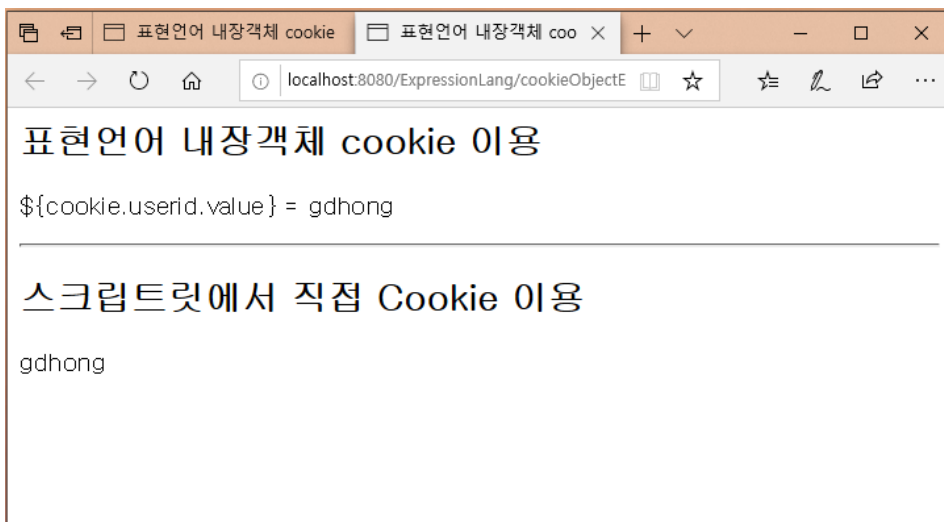 표현언어 내장객체 cookie
표현언어 내장객체 coo
localhost:8080/ExpressionLang/cookieObjectE
표현언어 내장객체 cookie 이용
${cookie.userid.value} = gdhong
스크립트릿에서 직접 Cookie 이용
gdhong